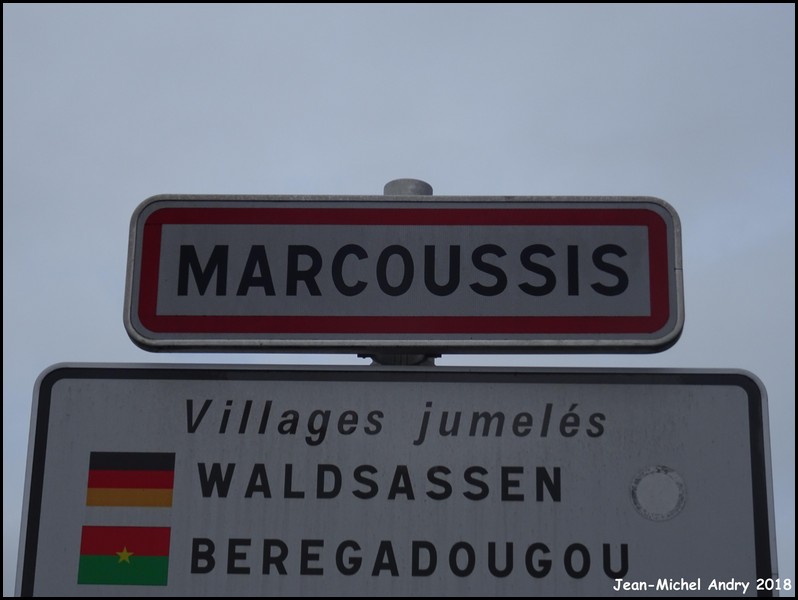 MARCOUSSIS
Villages jumelés
WALDSASSEN
BEREGADOUGOU
Jean-Michel Andry 2018